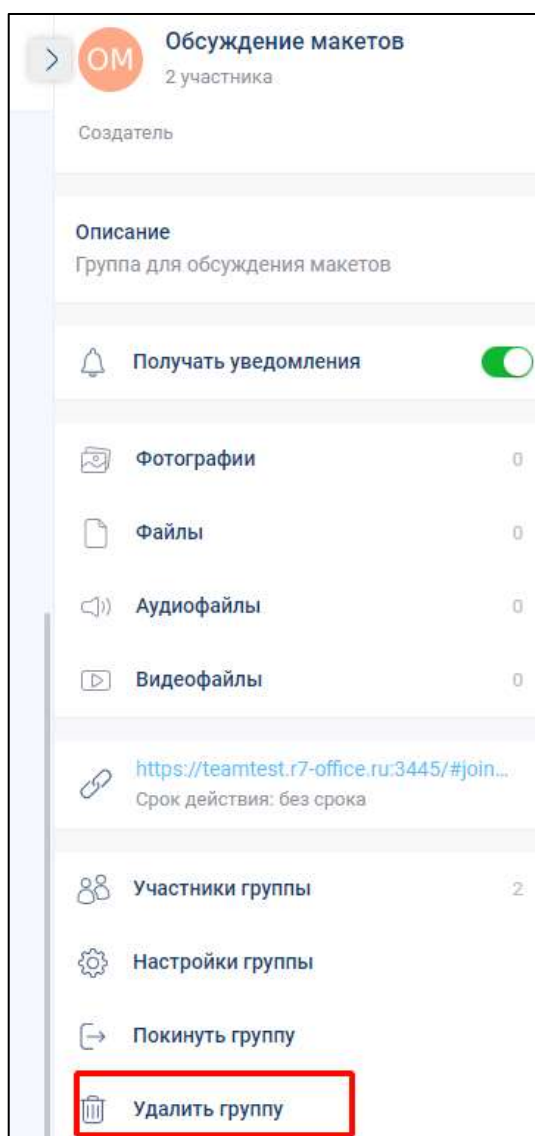 ОМ
Обсуждение макетов
2 участника
Создатель
Описание
Группа для обсуждения макетов
Получать уведомления
Фотографии 0
Файлы 0
Аудиофайлы 0
Видеофайлы 0
https://teamtest.r7-office.ru:3445/#join...
Срок действия: без срока
Участники группы 2
Настройки группы
Покинуть группу
Удалить группу